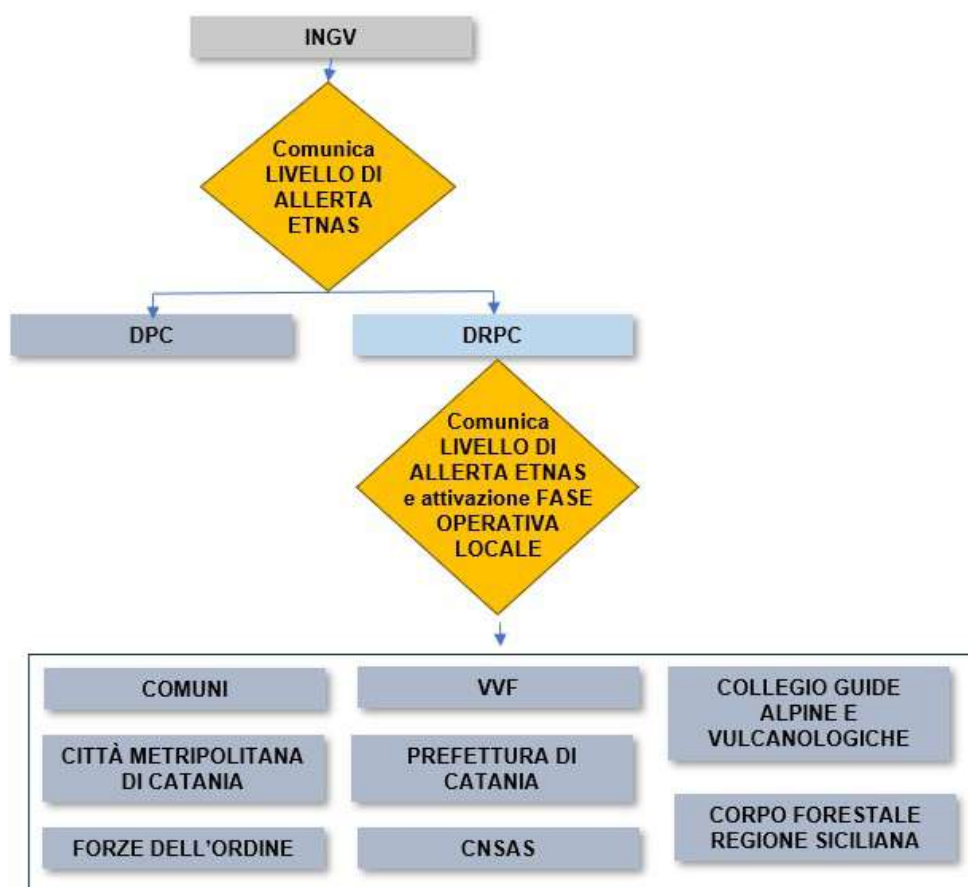 INGV
Comunica
LIVELLO DI
ALLERTA
ETNAS
DPC
DRPC
Comunica
LIVELLO DI
ALLERTA ETNAS
e attivazione FASE
OPERATIVA
LOCALE
COMUNI
VVF
COLLEGIO GUIDE
ALPINE E
VULCANOLOGICHE
CITTÀ METROPOLITANA
DI CATANIA
PREFETTURA DI
CATANIA
CORPO FORESTALE
REGIONE SICILIANA
FORZE DELL'ORDINE
CNSAS